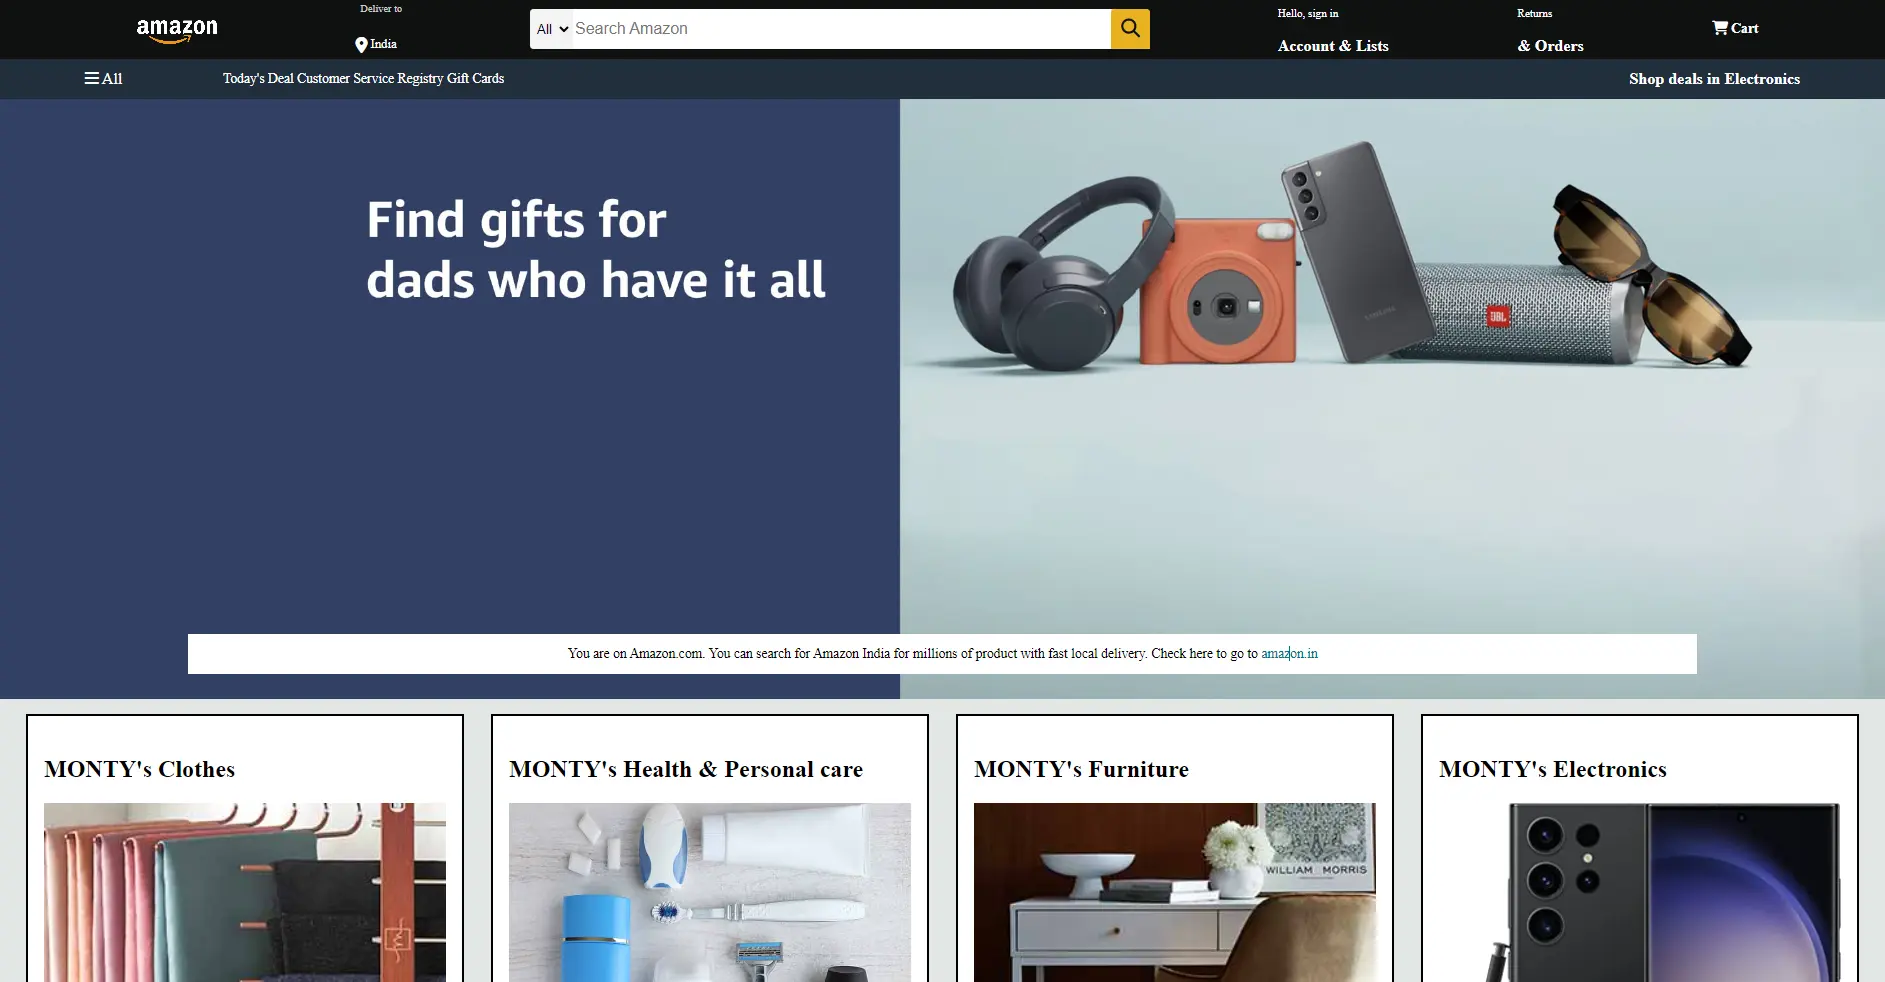 amazon
Deliver to
India
All
Search Amazon
Hello, sign in
Account & Lists
Returns
& Orders
Cart
All
Today's Deal Customer Service Registry Gift Cards
Shop deals in Electronics
Find gifts for
dads who have it all
SAMSUNG
JBL
You are on Amazon.com. You can search for Amazon India for millions of product with fast local delivery. Check here to go to amazon.in
MONTY's Clothes
MONTY's Health & Personal care
MONTY's Furniture
MONTY's Electronics
WILLIAM MORRIS